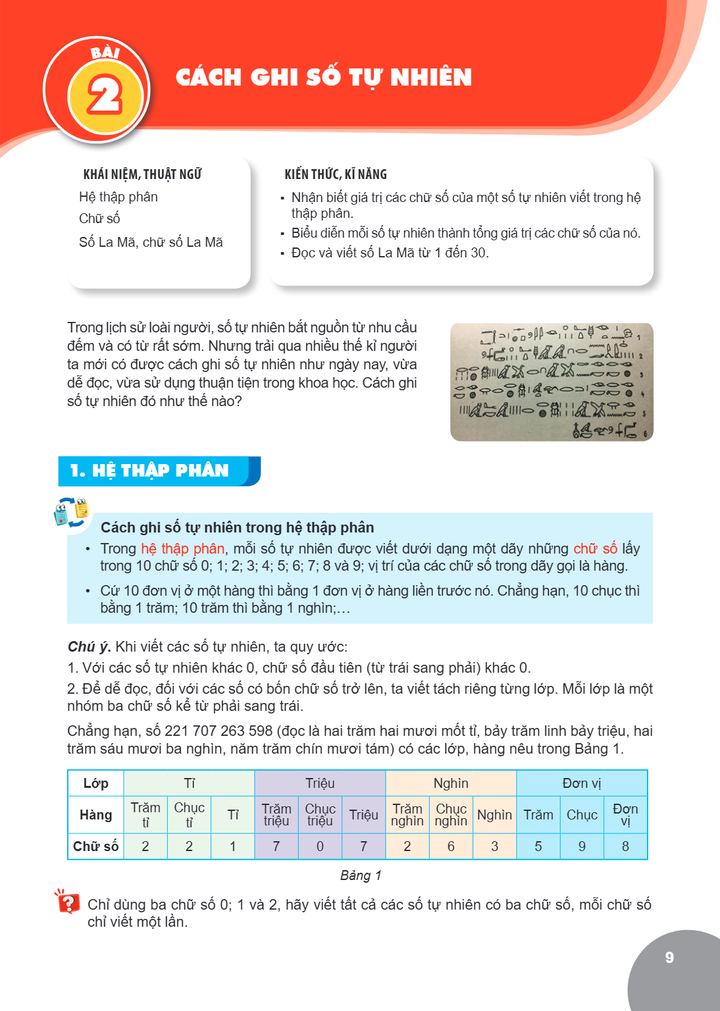 BÀI
2
CÁCH GHI SỐ TỰ NHIÊN
KHÁI NIỆM, THUẬT NGỮ
Hệ thập phân
Chữ số
Số La Mã, chữ số La Mã
KIẾN THỨC, KĨ NĂNG
• Nhận biết giá trị các chữ số của một số tự nhiên viết trong hệ
thập phân.
• Biểu diễn mỗi số tự nhiên thành tổng giá trị các chữ số của nó.
• Đọc và viết số La Mã từ 1 đến 30.
Trong lịch sử loài người, số tự nhiên bắt nguồn từ nhu cầu
đếm và có từ rất sớm. Nhưng trải qua nhiều thế kỉ người
ta mới có được cách ghi số tự nhiên như ngày nay, vừa
dễ đọc, vừa sử dụng thuận tiện trong khoa học. Cách ghi
số tự nhiên đó như thế nào?
1
2
3
4
5
6
1. HỆ THẬP PHÂN
Cách ghi số tự nhiên trong hệ thập phân
• Trong hệ thập phân, mỗi số tự nhiên được viết dưới dạng một dãy những chữ số lấy
trong 10 chữ số 0; 1; 2; 3; 4; 5; 6; 7; 8 và 9; vị trí của các chữ số trong dãy gọi là hàng.
• Cứ 10 đơn vị ở một hàng thì bằng 1 đơn vị ở hàng liền trước nó. Chẳng hạn, 10 chục thì
bằng 1 trăm; 10 trăm thì bằng 1 nghìn;…
Chú ý. Khi viết các số tự nhiên, ta quy ước:
1. Với các số tự nhiên khác 0, chữ số đầu tiên (từ trái sang phải) khác 0.
2. Để dễ đọc, đối với các số có bốn chữ số trở lên, ta viết tách riêng từng lớp. Mỗi lớp là một
nhóm ba chữ số kể từ phải sang trái.
Chẳng hạn, số 221 707 263 598 (đọc là hai trăm hai mươi mốt tỉ, bảy trăm linh bảy triệu, hai
trăm sáu mươi ba nghìn, năm trăm chín mươi tám) có các lớp, hàng nêu trong Bảng 1.
Lớp Tỉ Triệu Nghìn Đơn vị
Hàng Trăm tỉ Chục tỉ Tỉ Trăm triệu Chục triệu Triệu Trăm nghìn Chục nghìn Nghìn Trăm Chục Đơn vị
Chữ số 2 2 1 7 0 7 2 6 3 5 9 8
Bảng 1
? Chỉ dùng ba chữ số 0; 1 và 2, hãy viết tất cả các số tự nhiên có ba chữ số, mỗi chữ số
chỉ viết một lần.
9